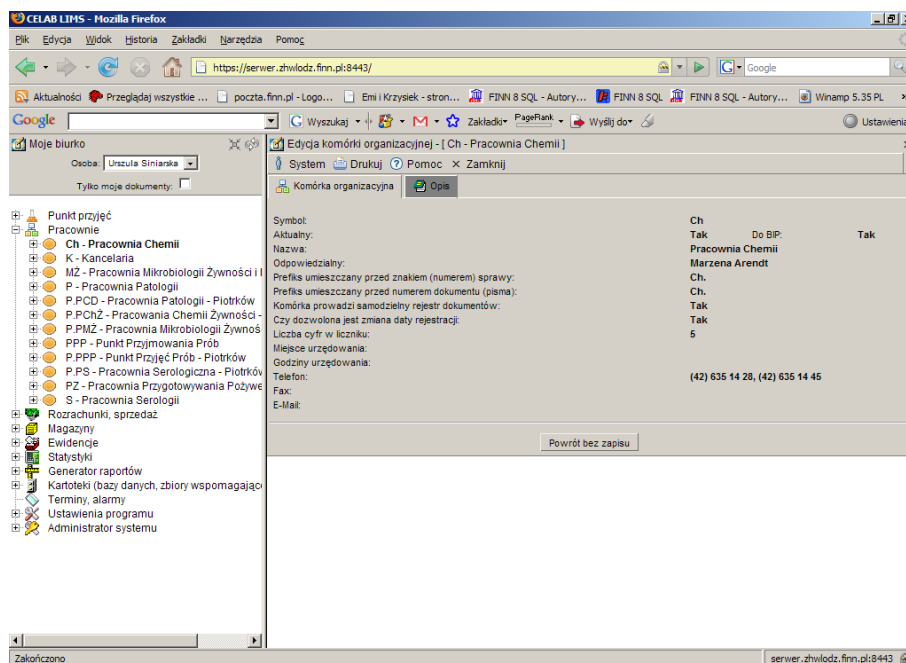 CELAB LIMS - Mozilla Firefox
Plik Edycja Widok Historia Zakładki Narzędzia Pomoc
https://serwer.zhwlodz.finn.pl:8443/ Google
Aktualności Przeglądaj wszystkie ... poczta.finn.pl - Logo... Emi i Krzysiek - stron... FINN 8 SQL - Autory... FINN 8 SQL FINN 8 SQL - Autory... Winamp 5.35 PL
Google Wyszukaj Zakładki PageRank Wyślij do Ustawienia
Moje biurko
Osoba: Urszula Siniarska
Tylko moje dokumenty:
Punkt przyjęć
Pracownie
Ch - Pracownia Chemii
K - Kancelaria
MŻ - Pracownia Mikrobiologii Żywności i
P - Pracownia Patologii
P.PCD - Pracownia Patologii - Piotrków
P.PChŻ - Pracowania Chemii Żywności -
P.PMŻ - Pracownia Mikrobiologii Żywnoś
PPP - Punkt Przyjmowania Prób
P.PPP - Punkt Przyjęć Prób - Piotrków
P.PS - Pracownia Serologiczna - Piotrków
PZ - Pracownia Przygotowywania Pożywe
S - Pracownia Serologii
Rozrachunki, sprzedaż
Magazyny
Ewidencje
Statystyki
Generator raportów
Kartoteki (bazy danych, zbiory wspomagając
Terminy, alarmy
Ustawienia programu
Administrator systemu
Edycja komórki organizacyjnej - [ Ch - Pracownia Chemii ]
System Drukuj Pomoc Zamknij
Komórka organizacyjna Opis
Symbol: Ch
Aktualny: Tak Do BIP: Tak
Nazwa: Pracownia Chemii
Odpowiedzialny: Marzena Arendt
Prefiks umieszczany przed znakiem (numerem) sprawy: Ch.
Prefiks umieszczany przed numerem dokumentu (pisma): Ch.
Komórka prowadzi samodzielny rejestr dokumentów: Tak
Czy dozwolona jest zmiana daty rejestracji: Tak
Liczba cyfr w liczniku: 5
Miejsce urzędowania:
Godziny urzędowania:
Telefon: (42) 635 14 28, (42) 635 14 45
Fax:
E-Mail:
Powrót bez zapisu
Zakończono serwer.zhwlodz.finn.pl:8443